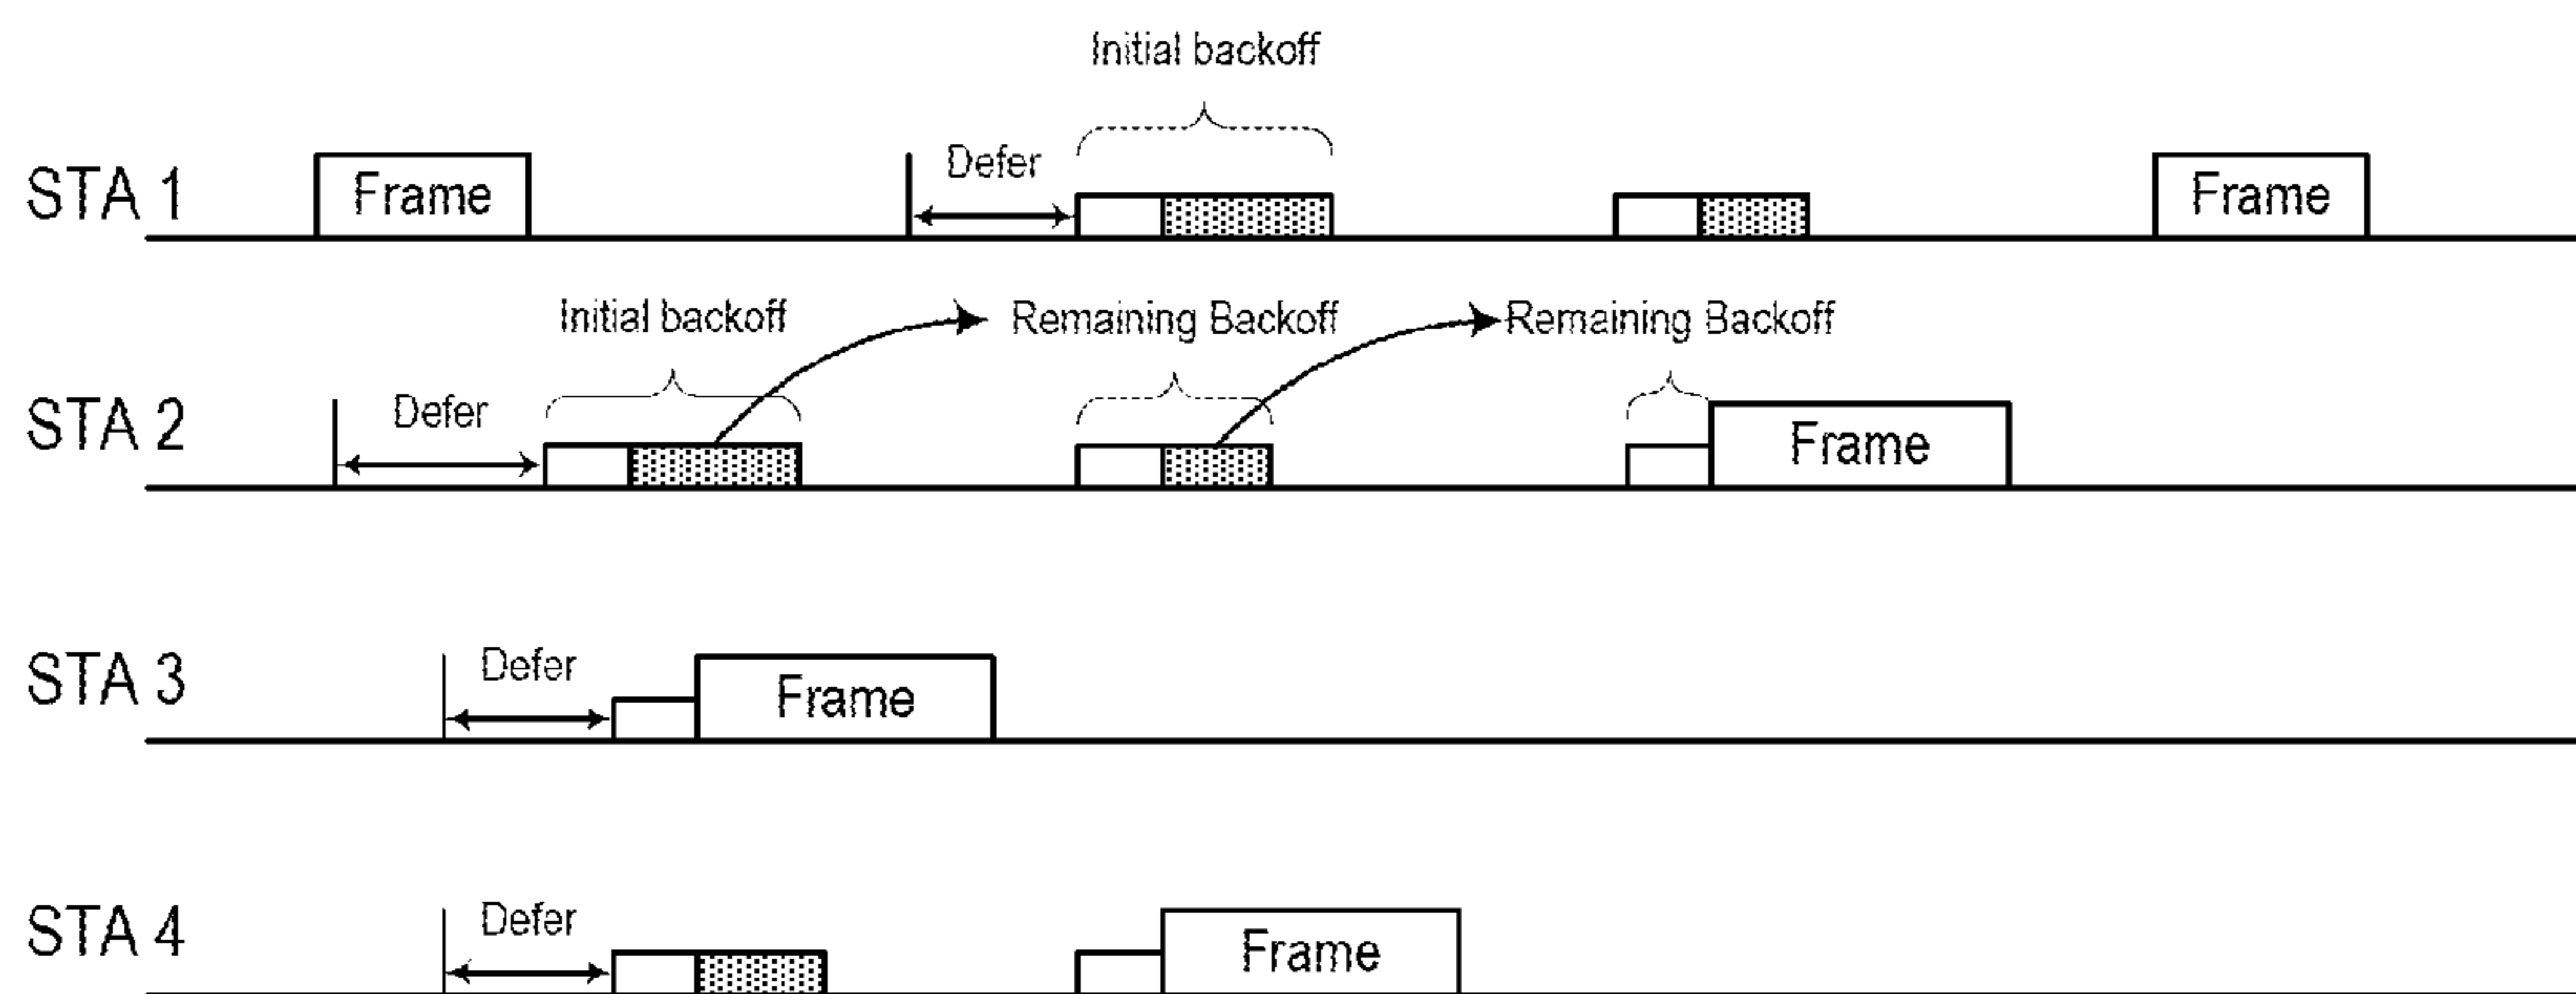 Initial backoff
STA 1
Frame
Defer
Frame
Initial backoff
Remaining Backoff
Remaining Backoff
STA 2
Defer
Frame
STA 3
Defer
Frame
STA 4
Defer
Frame